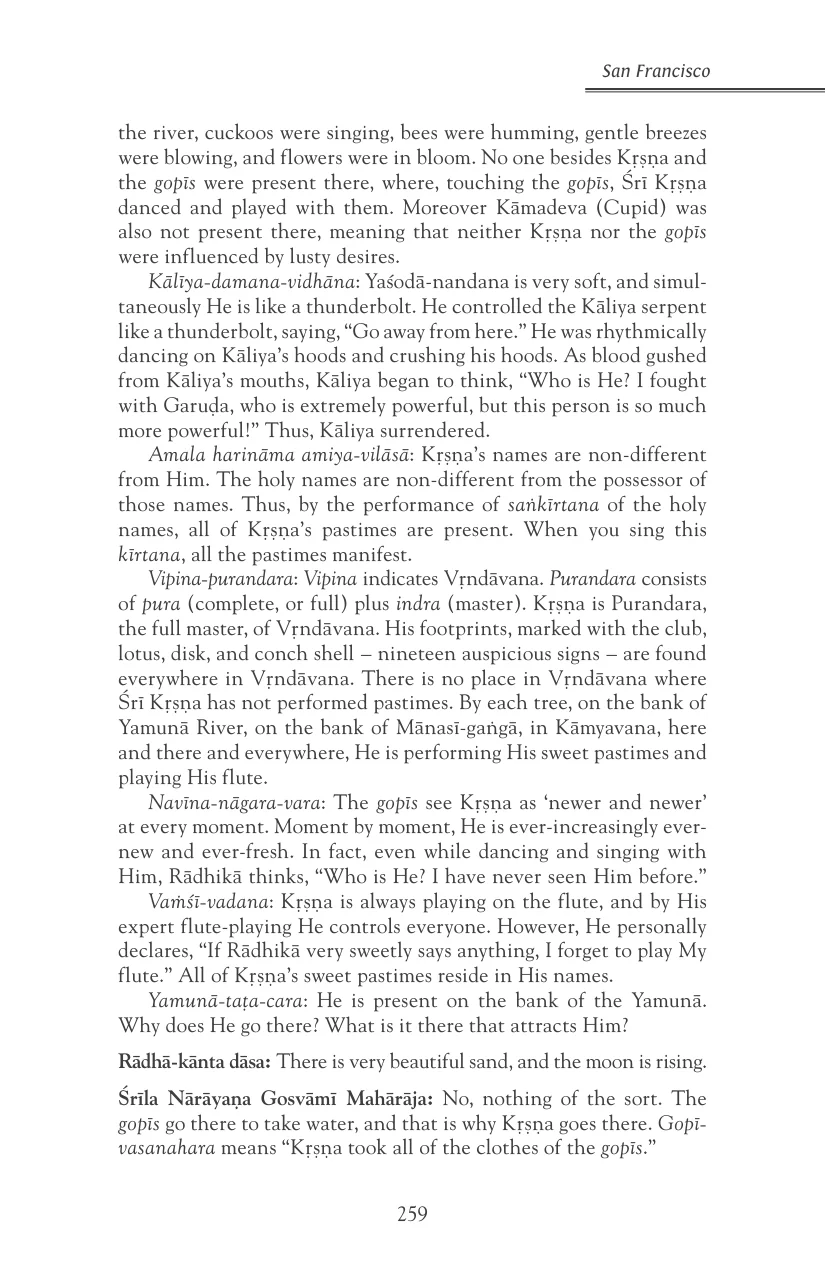 San Francisco
the river, cuckoos were singing, bees were humming, gentle breezes
were blowing, and flowers were in bloom. No one besides Kṛṣṇa and
the gopīs were present there, where, touching the gopīs, Śrī Kṛṣṇa
danced and played with them. Moreover Kāmadeva (Cupid) was
also not present there, meaning that neither Kṛṣṇa nor the gopīs
were influenced by lusty desires.
Kālīya-damana-vidhāna: Yaśodā-nandana is very soft, and simul-
taneously He is like a thunderbolt. He controlled the Kāliya serpent
like a thunderbolt, saying, “Go away from here.” He was rhythmically
dancing on Kāliya’s hoods and crushing his hoods. As blood gushed
from Kāliya’s mouths, Kāliya began to think, “Who is He? I fought
with Garuḍa, who is extremely powerful, but this person is so much
more powerful!” Thus, Kāliya surrendered.
Amala harināma amiya-vilāsā: Kṛṣṇa’s names are non-different
from Him. The holy names are non-different from the possessor of
those names. Thus, by the performance of saṅkīrtana of the holy
names, all of Kṛṣṇa’s pastimes are present. When you sing this
kīrtana, all the pastimes manifest.
Vipina-purandara: Vipina indicates Vṛndāvana. Purandara consists
of pura (complete, or full) plus indra (master). Kṛṣṇa is Purandara,
the full master, of Vṛndāvana. His footprints, marked with the club,
lotus, disk, and conch shell – nineteen auspicious signs – are found
everywhere in Vṛndāvana. There is no place in Vṛndāvana where
Śrī Kṛṣṇa has not performed pastimes. By each tree, on the bank of
Yamunā River, on the bank of Mānasī-gaṅgā, in Kāmyavana, here
and there and everywhere, He is performing His sweet pastimes and
playing His flute.
Navīna-nāgara-vara: The gopīs see Kṛṣṇa as ‘newer and newer’
at every moment. Moment by moment, He is ever-increasingly ever-
new and ever-fresh. In fact, even while dancing and singing with
Him, Rādhikā thinks, “Who is He? I have never seen Him before.”
Vaṁśī-vadana: Kṛṣṇa is always playing on the flute, and by His
expert flute-playing He controls everyone. However, He personally
declares, “If Rādhikā very sweetly says anything, I forget to play My
flute.” All of Kṛṣṇa’s sweet pastimes reside in His names.
Yamunā-taṭa-cara: He is present on the bank of the Yamunā.
Why does He go there? What is it there that attracts Him?
Rādhā-kānta dāsa: There is very beautiful sand, and the moon is rising.
Śrīla Nārāyaṇa Gosvāmī Mahārāja: No, nothing of the sort. The
gopīs go there to take water, and that is why Kṛṣṇa goes there. Gopī-
vasanahara means “Kṛṣṇa took all of the clothes of the gopīs.”
259